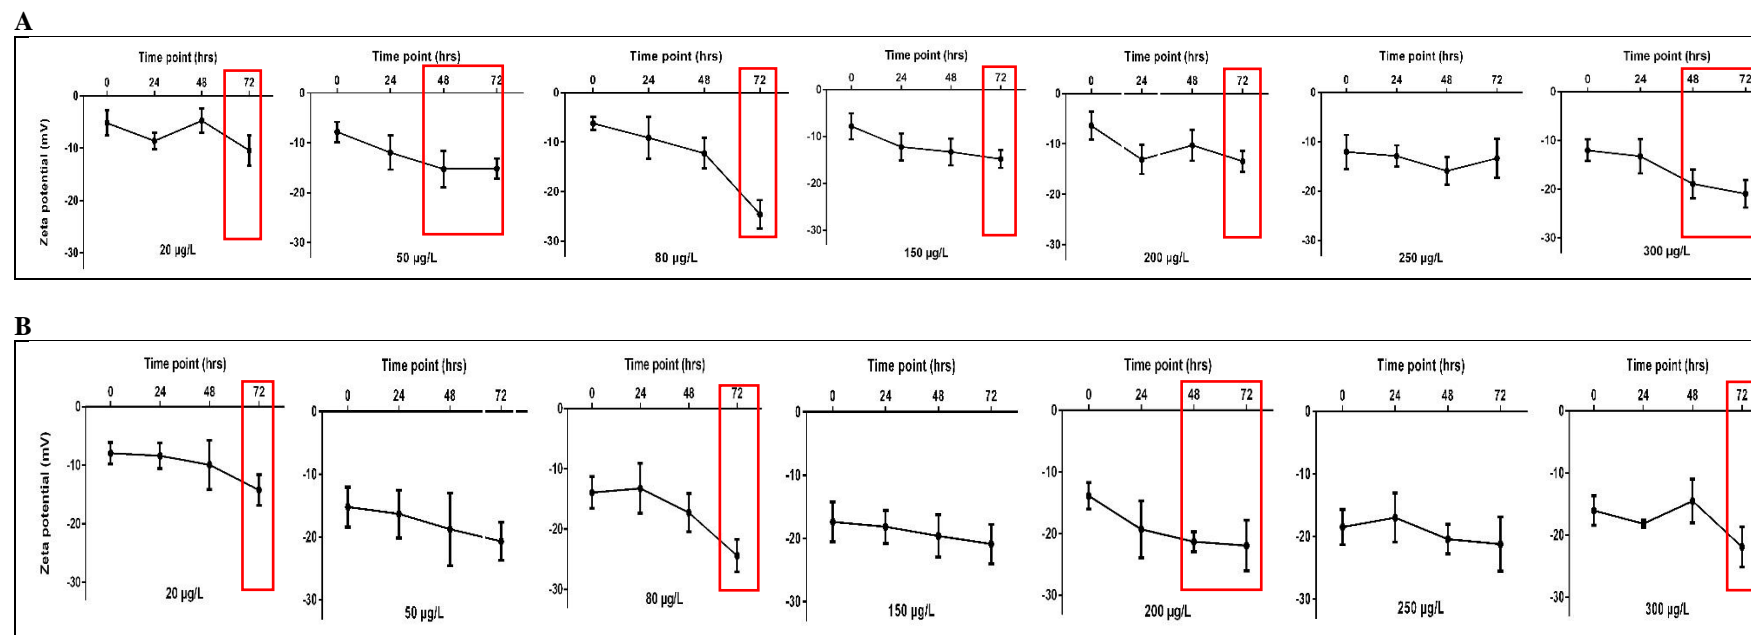 A
Time point (hrs) Time point (hrs) Time point (hrs) Time point (hrs) Time point (hrs) Time point (hrs) Time point (hrs)
0 24 48 72 0 24 48 72 0 24 48 72 0 24 48 72 0 24 48 72 0 24 48 72 0 24 48 72
Zeta potential (mV)
0 0 0 0 0 0 0
-10 -10 -10 -10 -10 -10 -10
-20 -20 -20 -20 -20 -20 -20
-30 -30 -30 -30 -30 -30 -30
20 µg/L 50 µg/L 80 µg/L 150 µg/L 200 µg/L 250 µg/L 300 µg/L
B
Time point (hrs) Time point (hrs) Time point (hrs) Time point (hrs) Time point (hrs) Time point (hrs) Time point (hrs)
0 24 48 72 0 24 48 72 0 24 48 72 0 24 48 72 0 24 48 72 0 24 48 72 0 24 48 72
Zeta potential (mV)
0 0 0 0 0 0 0
-10 -10 -10 -10 -10 -10 -10
-20 -20 -20 -20 -20 -20 -20
-30 -30 -30 -30 -30 -30 -30
20 µg/L 50 µg/L 80 µg/L 150 µg/L 200 µg/L 250 µg/L 300 µg/L